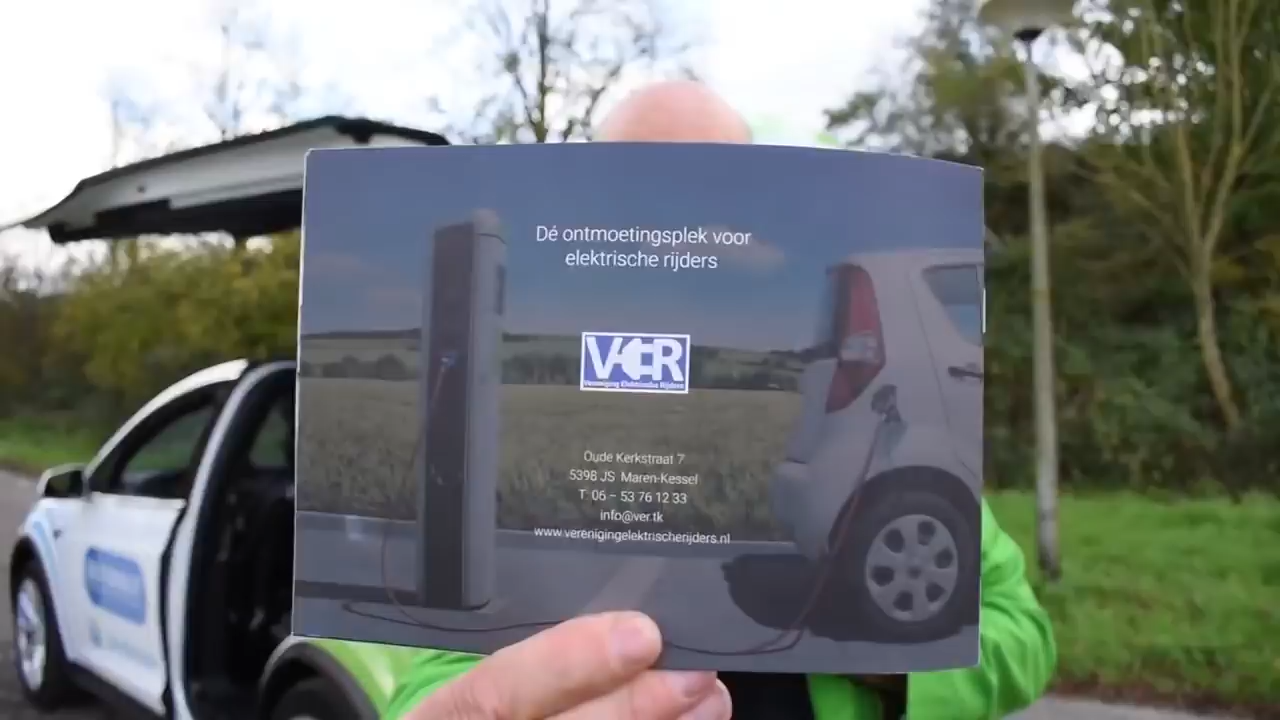 Dé ontmoetingsplek voor
elektrische rijders
VER
Vereniging Elektrische Rijders
Oude Kerkstraat 7
5398 JS Maren-Kessel
T: 06 – 53 76 12 33
info@ver.tk
www.verenigingelektrischerijders.nl